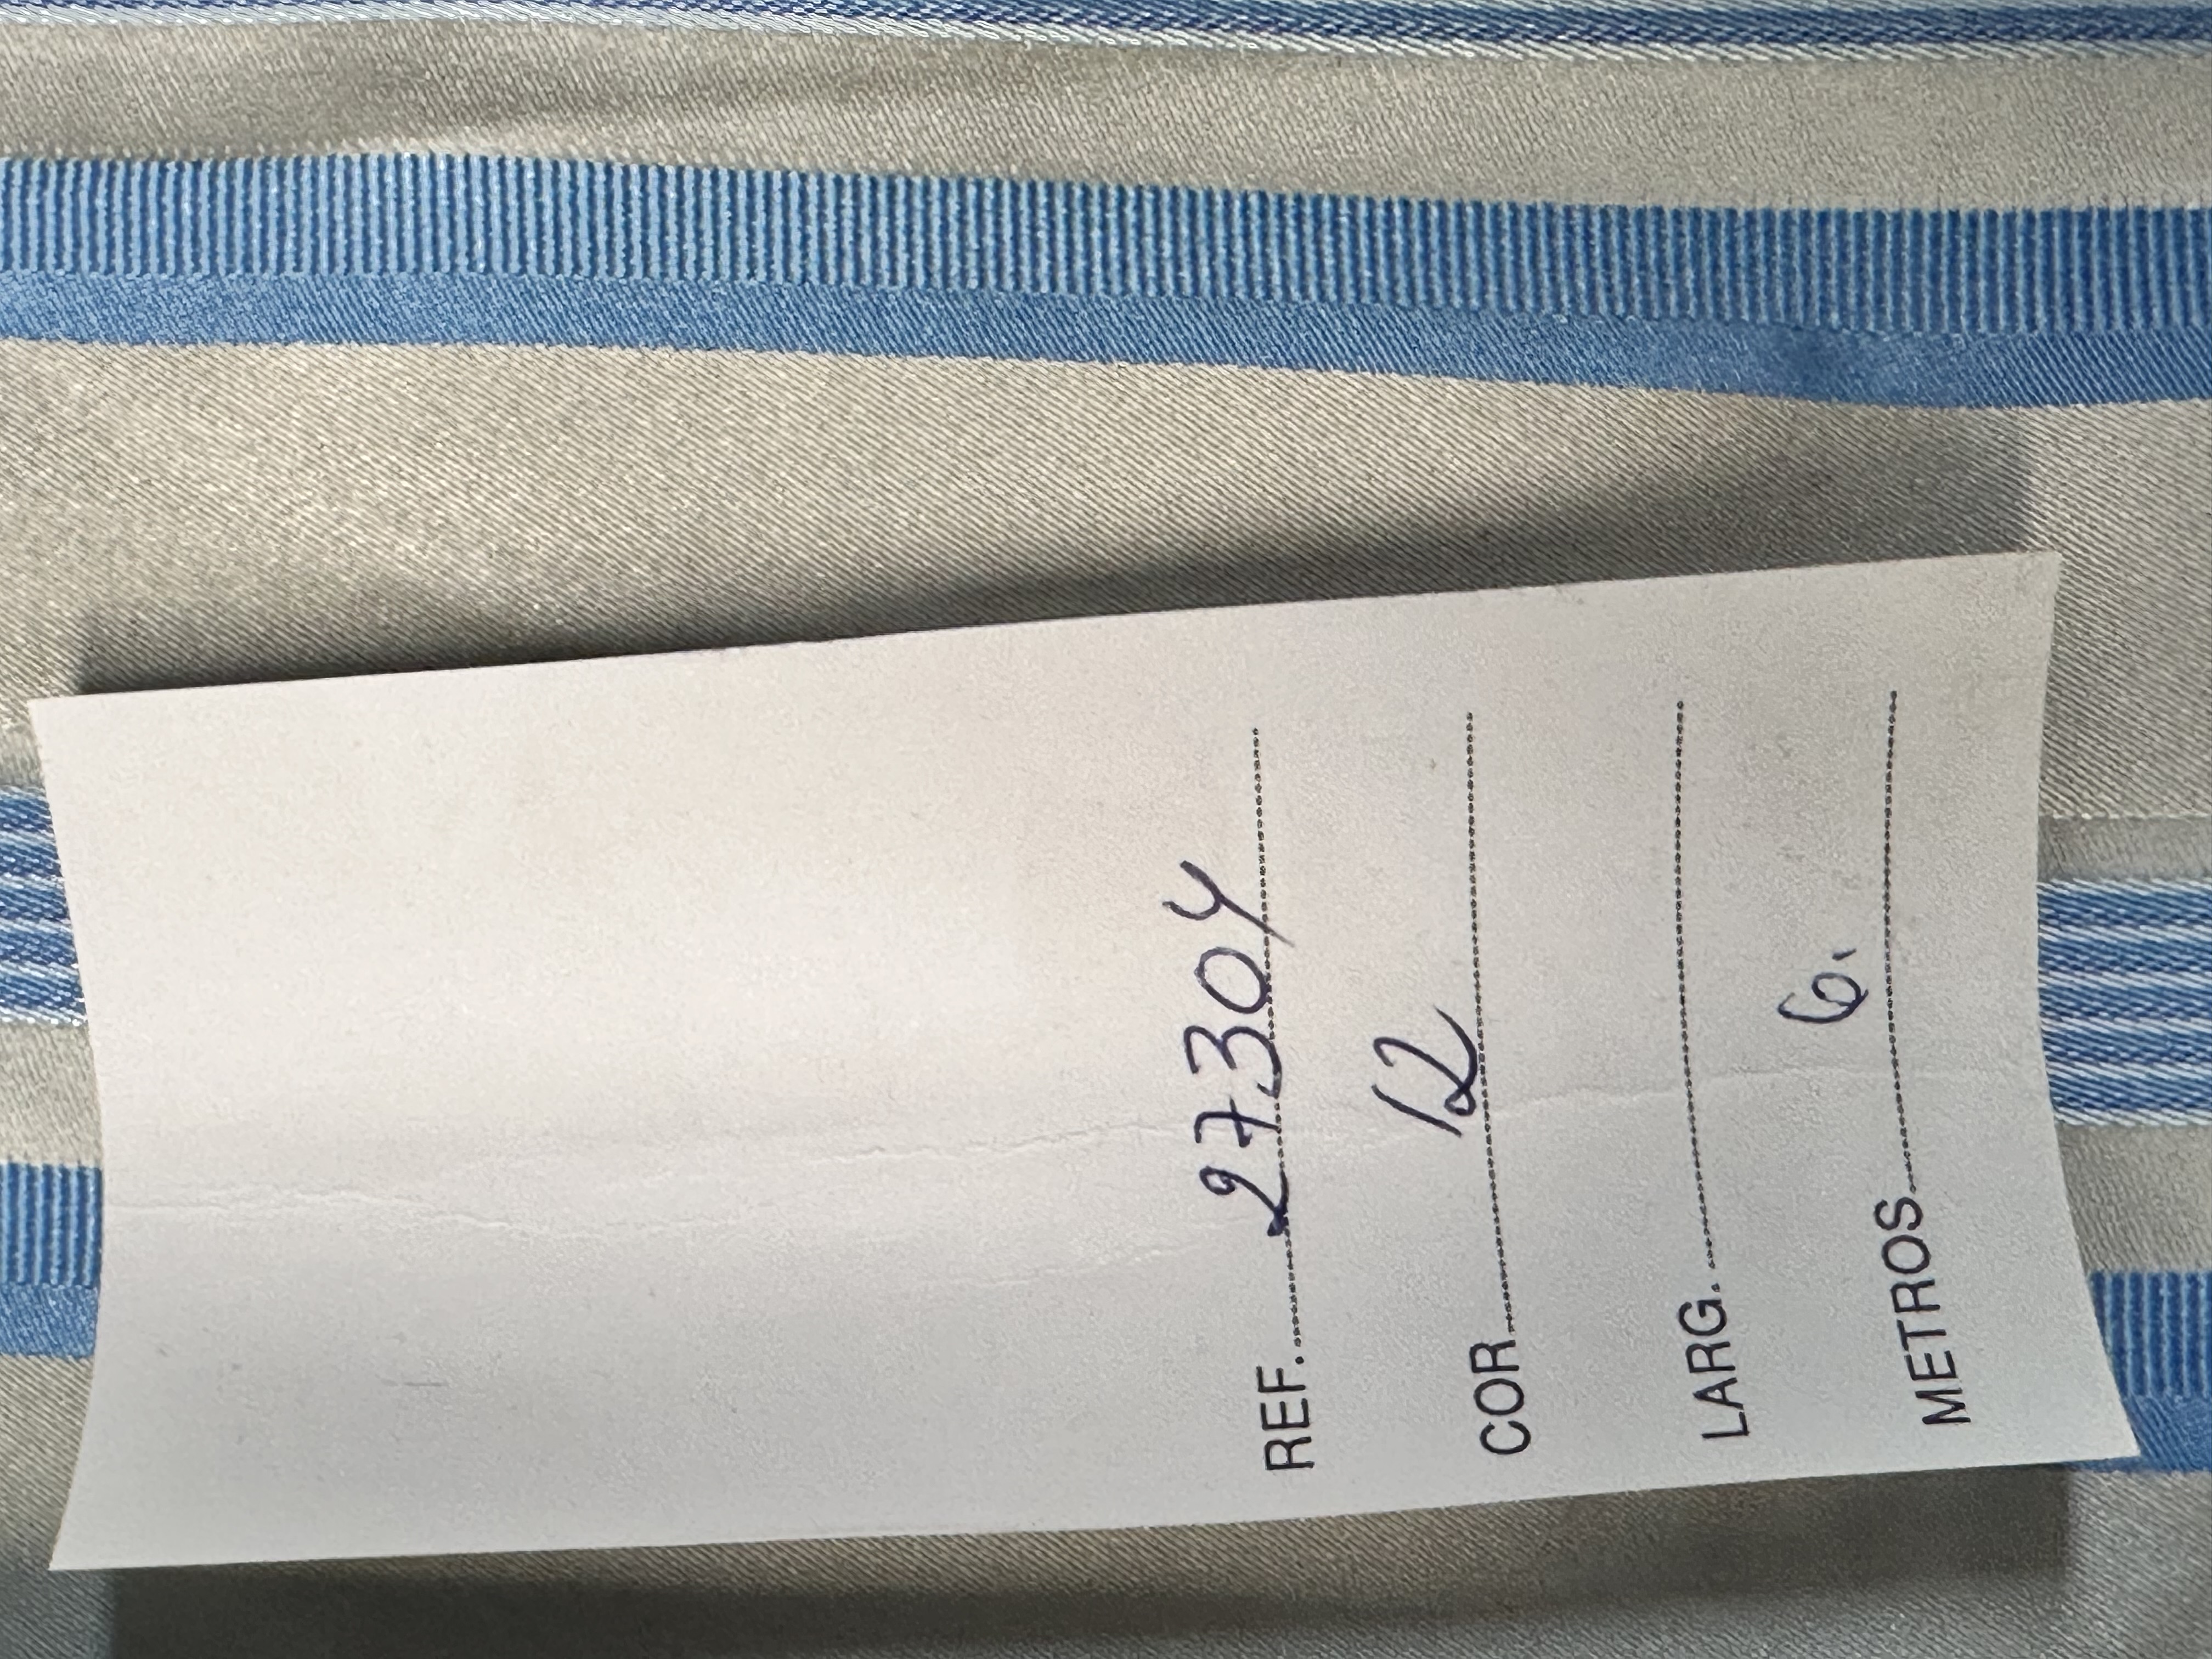 REF. 27304
COR 12
LARG.
METROS 6.